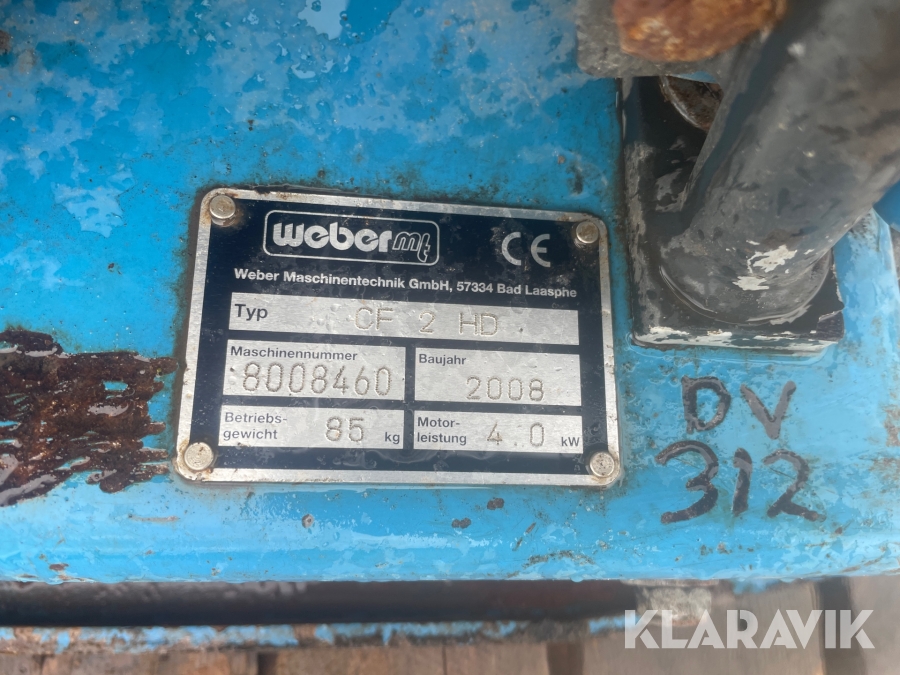 weber mt
CE
Weber Maschinentechnik GmbH, 57334 Bad Laasphe
Typ CF 2 HD
Maschinennummer 8008460
Baujahr 2008
Betriebs-
gewicht 85 kg
Motor-
leistung 4.0 kW
DV
312
KLARAVIK